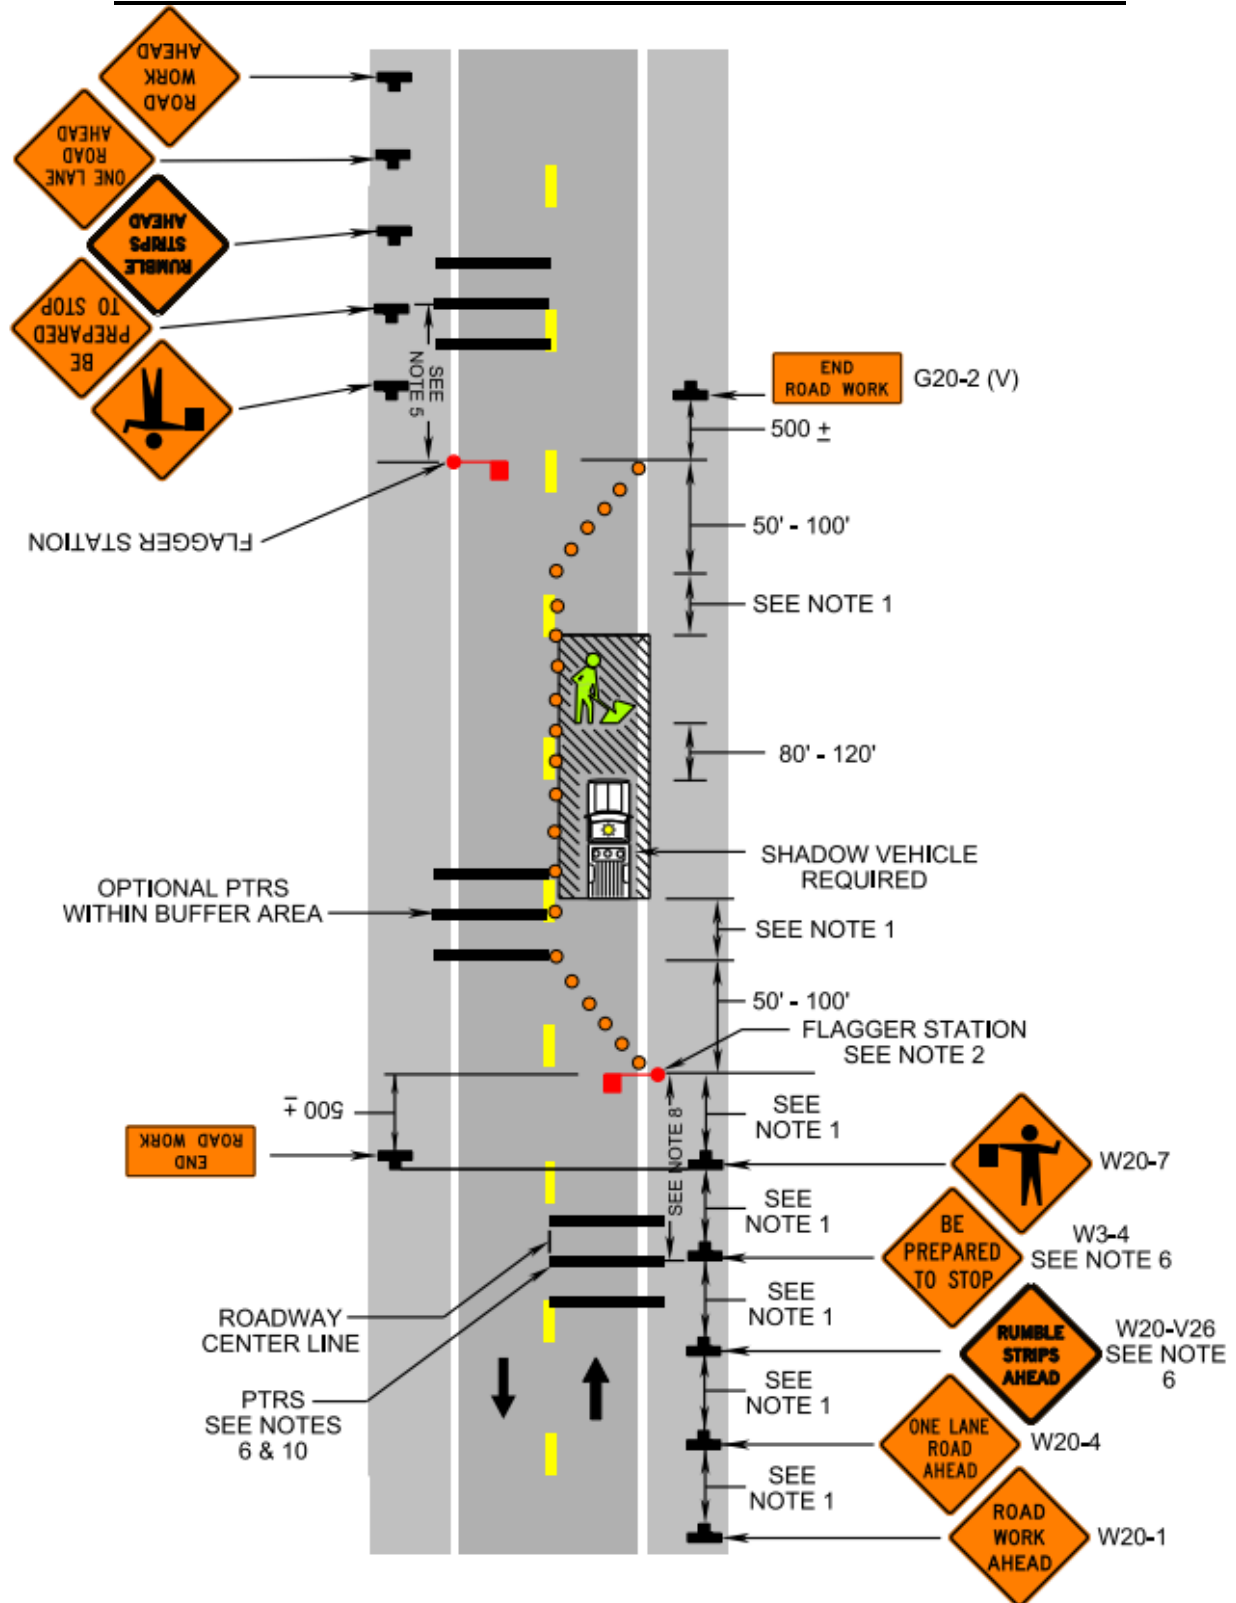 ROAD
WORK
AHEAD
ONE LANE
ROAD
AHEAD
RUMBLE
STRIPS
AHEAD
BE
PREPARED
TO STOP
SEE
NOTE 5
FLAGGER STATION
END
ROAD WORK
G20-2 (V)
500 ±
50' - 100'
SEE NOTE 1
80' - 120'
SHADOW VEHICLE
REQUIRED
OPTIONAL PTRS
WITHIN BUFFER AREA
SEE NOTE 1
50' - 100'
FLAGGER STATION
SEE NOTE 2
500 ±
END
ROAD WORK
SEE NOTE 8
SEE
NOTE 1
W20-7
SEE
NOTE 1
BE
PREPARED
TO STOP
W3-4
SEE NOTE 6
SEE
NOTE 1
ROADWAY
CENTER LINE
RUMBLE
STRIPS
AHEAD
W20-V26
SEE NOTE
6
PTRS
SEE NOTES
6 & 10
SEE
NOTE 1
ONE LANE
ROAD
AHEAD
W20-4
SEE
NOTE 1
ROAD
WORK
AHEAD
W20-1